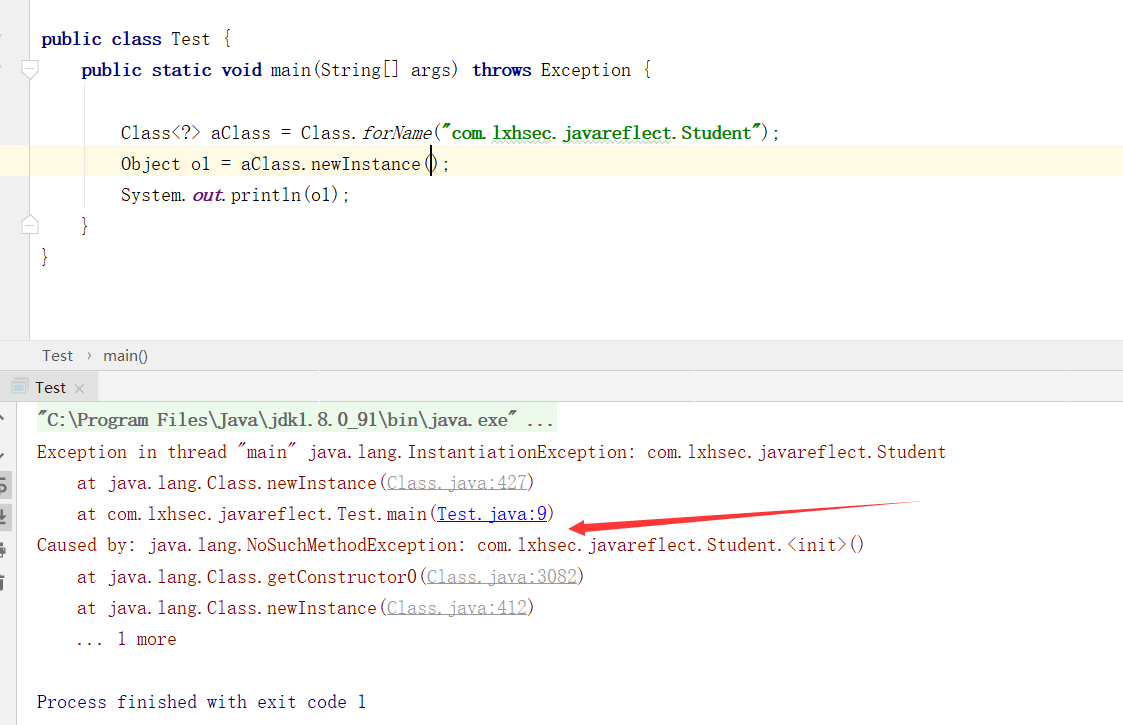 public class Test {
public static void main(String[] args) throws Exception {
Class<?> aClass = Class.forName("com.lxhsec.javareflect.Student");
Object o1 = aClass.newInstance();
System.out.println(o1);
}
}
Test › main()
Test ×
"C:\Program Files\Java\jdk1.8.0_91\bin\java.exe" ...
Exception in thread "main" java.lang.InstantiationException: com.lxhsec.javareflect.Student
at java.lang.Class.newInstance(Class.java:427)
at com.lxhsec.javareflect.Test.main(Test.java:9)
Caused by: java.lang.NoSuchMethodException: com.lxhsec.javareflect.Student.<init>()
at java.lang.Class.getConstructor0(Class.java:3082)
at java.lang.Class.newInstance(Class.java:412)
... 1 more
Process finished with exit code 1